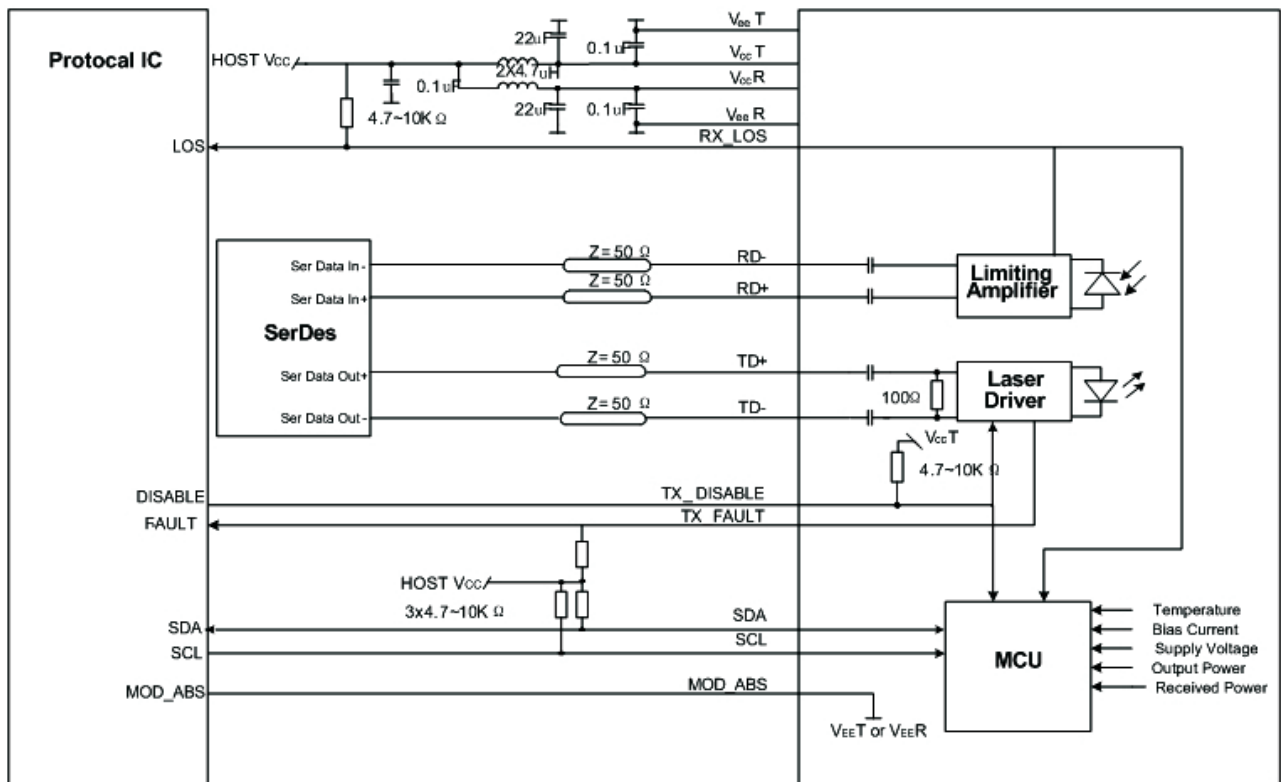 Protocal IC
HOST Vcc
22uF
0.1uF
VeeT
VccT
2X4.7uH
0.1uF
VccR
22uF
0.1uF
4.7~10K Ω
VeeR
LOS
RX_LOS
Ser Data In -
Z= 50 Ω
RD-
Ser Data In+
Z= 50 Ω
RD+
Limiting
Amplifier
SerDes
Ser Data Out+
Z=50 Ω
TD+
Ser Data Out -
Z=50 Ω
TD-
100Ω
Laser
Driver
VccT
4.7~10K Ω
DISABLE
TX_DISABLE
FAULT
TX_FAULT
HOST Vcc
3x4.7~10K Ω
SDA
SDA
SCL
SCL
MCU
Temperature
Bias Current
Supply Voltage
Output Power
Received Power
MOD_ABS
MOD_ABS
VEET or VEER